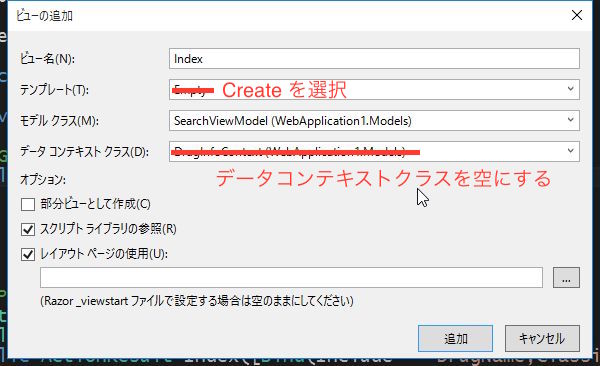 ビューの追加
ビュー名(N):
Index
テンプレート(T):
Empty
Create を選択
モデル クラス(M):
SearchViewModel (WebApplication1.Models)
データ コンテキスト クラス(D):
DrugInfoContext (WebApplication1.Models)
データコンテキストクラスを空にする
オプション:
部分ビューとして作成(C)
スクリプト ライブラリの参照(R)
レイアウト ページの使用(U):
...
(Razor _viewstart ファイルで設定する場合は空のままにしてください)
追加
キャンセル